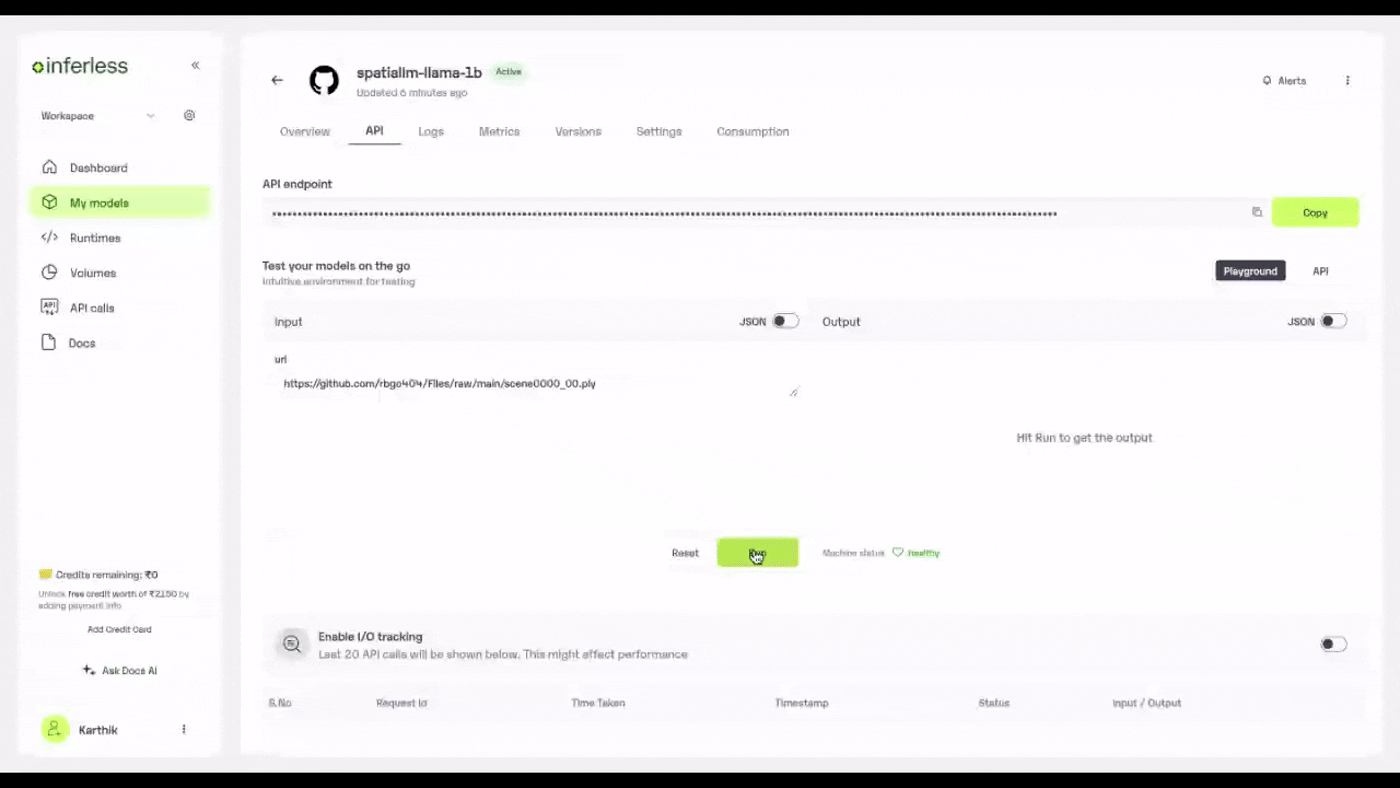 inferless
«
Workspace
Dashboard
My models
Runtimes
Volumes
API calls
Docs
Credits remaining: ₹0
Unlock free credit worth of ₹2150 by
adding payment info
Add Credit Card
Ask Docs AI
Karthik
spatiallm-llama-1b
Active
Updated 6 minutes ago
Alerts
Overview
API
Logs
Metrics
Versions
Settings
Consumption
API endpoint
Copy
Test your models on the go
Intuitive environment for testing
Playground
API
Input
JSON
Output
JSON
url
https://github.com/rbgo404/Files/raw/main/scene0000_00.ply
Hit Run to get the output
Reset
Run
Machine status
healthy
Enable I/O tracking
Last 20 API calls will be shown below. This might affect performance
S.No
Request Id
Time Taken
Timestamp
Status
Input / Output